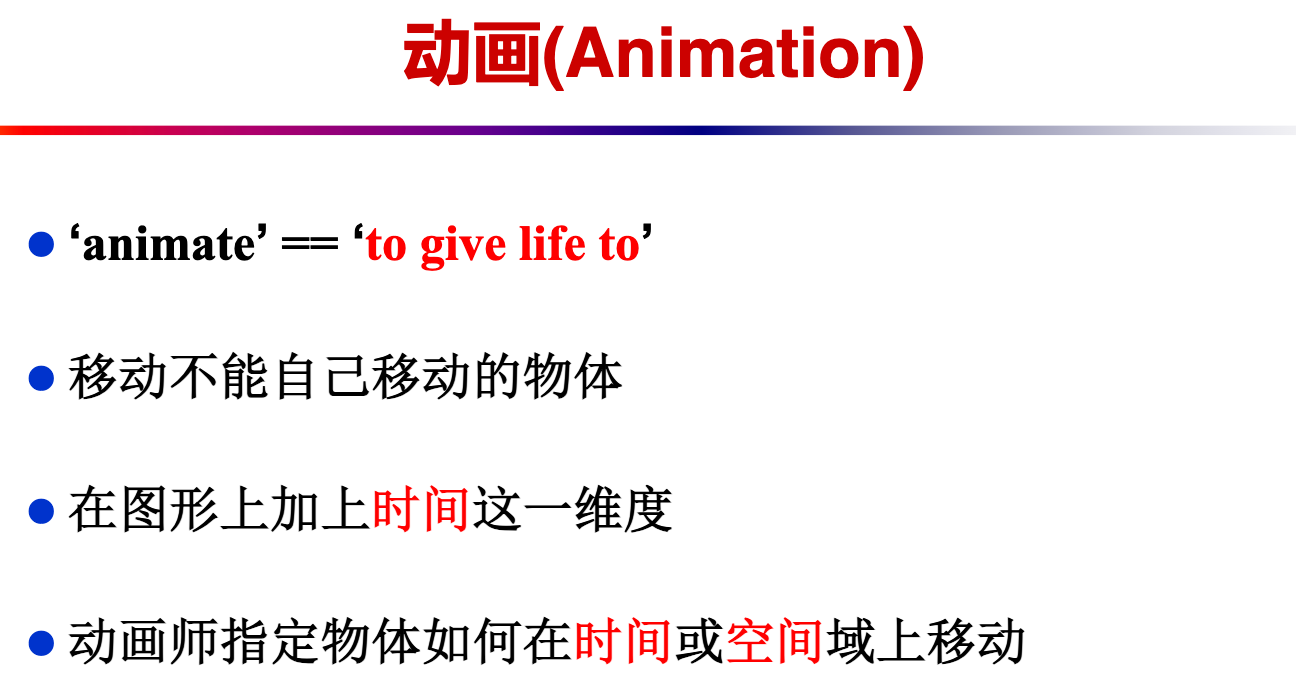 动画(Animation)
‘animate’ == ‘to give life to’
移动不能自己移动的物体
在图形上加上时间这一维度
动画师指定物体如何在时间或空间域上移动